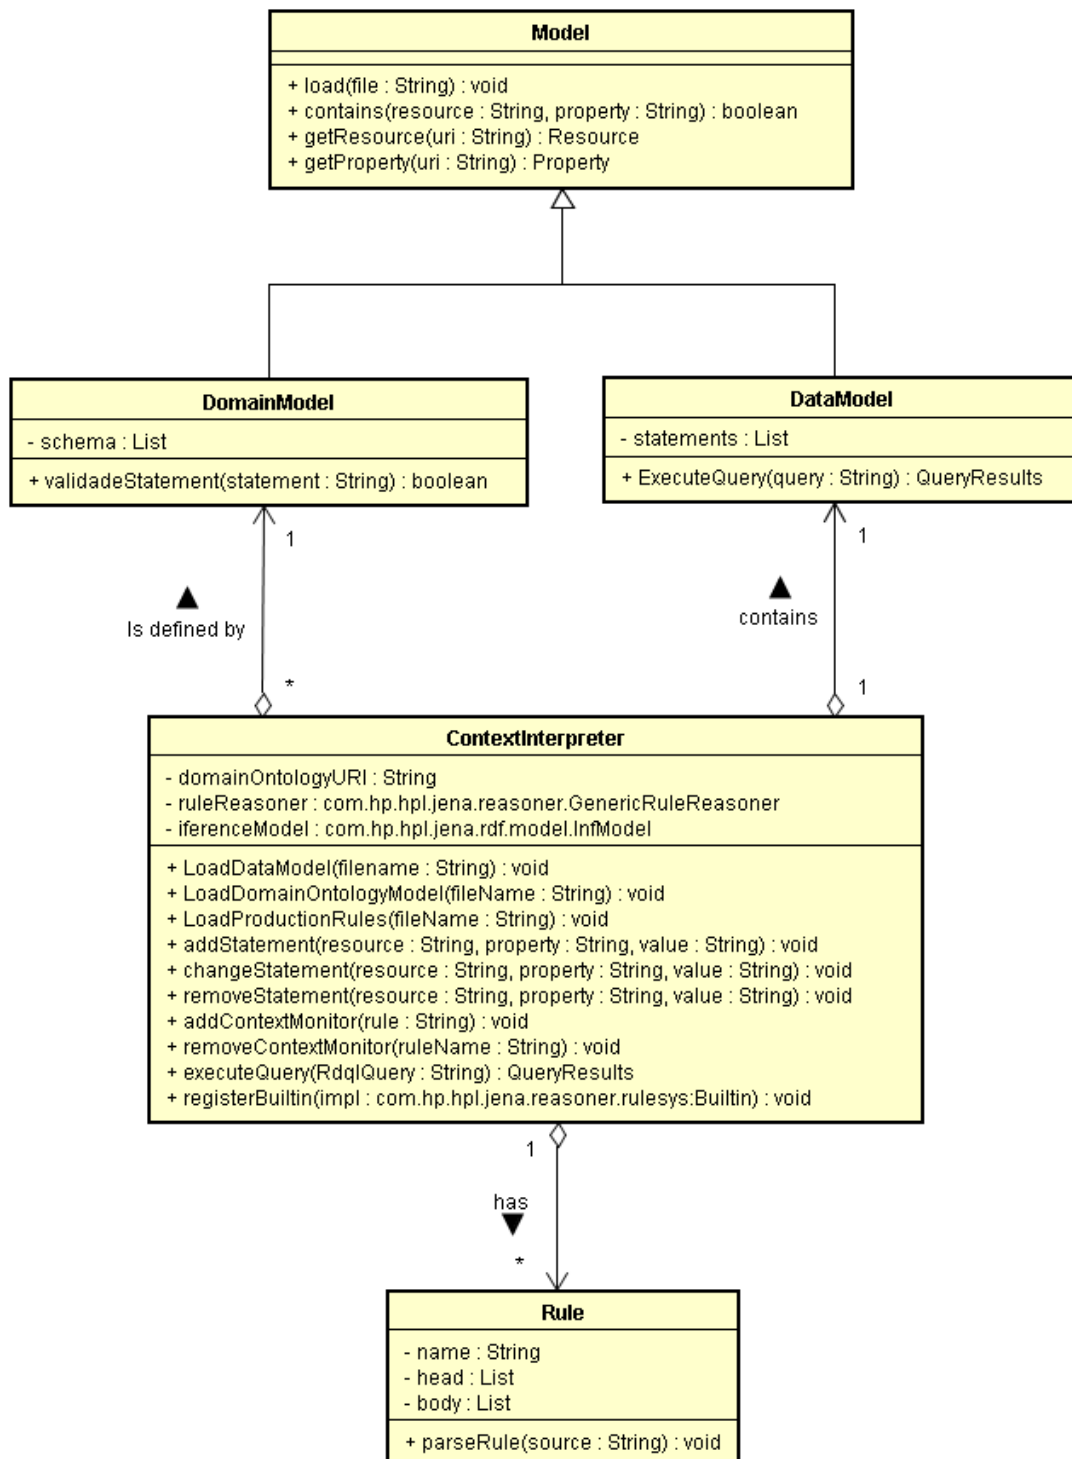 Model
+ load(file : String) : void
+ contains(resource : String, property : String) : boolean
+ getResource(uri : String) : Resource
+ getProperty(uri : String) : Property
DomainModel
- schema : List
+ validadeStatement(statement : String) : boolean
DataModel
- statements : List
+ ExecuteQuery(query : String) : QueryResults
1
Is defined by
*
1
contains
1
ContextInterpreter
- domainOntologyURI : String
- ruleReasoner : com.hp.hpl.jena.reasoner.GenericRuleReasoner
- iferenceModel : com.hp.hpl.jena.rdf.model.InfModel
+ LoadDataModel(filename : String) : void
+ LoadDomainOntologyModel(fileName : String) : void
+ LoadProductionRules(fileName : String) : void
+ addStatement(resource : String, property : String, value : String) : void
+ changeStatement(resource : String, property : String, value : String) : void
+ removeStatement(resource : String, property : String, value : String) : void
+ addContextMonitor(rule : String) : void
+ removeContextMonitor(ruleName : String) : void
+ executeQuery(RdqlQuery : String) : QueryResults
+ registerBuiltin(impl : com.hp.hpl.jena.reasoner.rulesys:Builtin) : void
1
has
*
Rule
- name : String
- head : List
- body : List
+ parseRule(source : String) : void